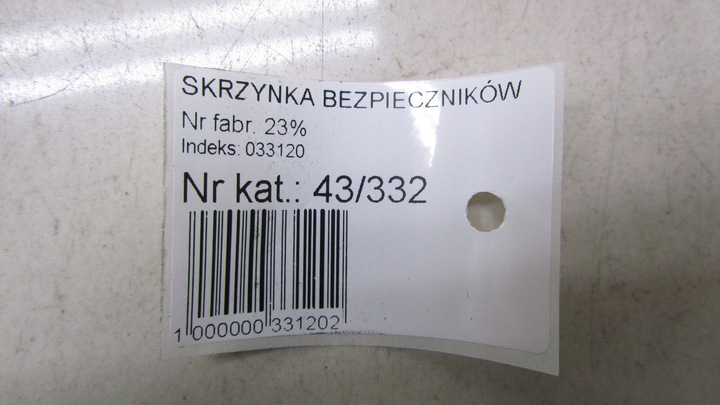 SKRZYNKA BEZPIECZNIKÓW
Nr fabr. 23%
Indeks: 033120
Nr kat.: 43/332
1 000000 331202